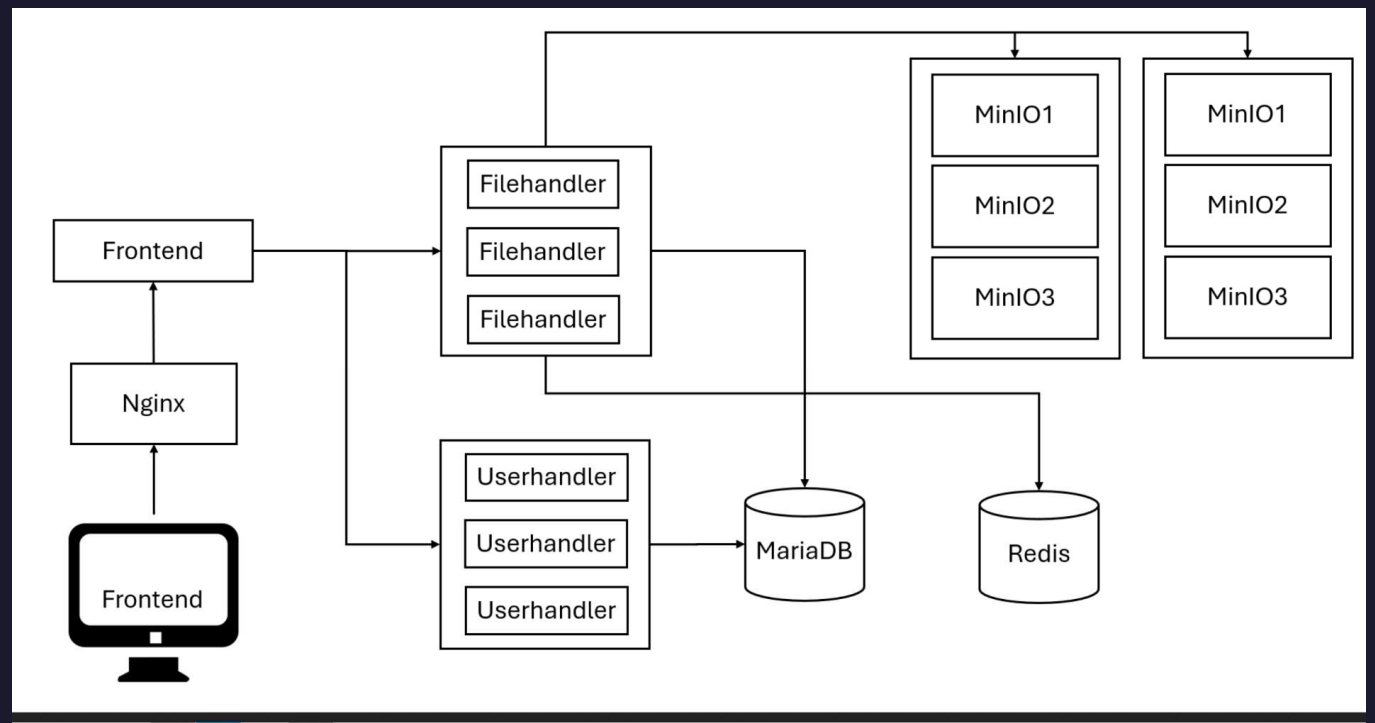 Frontend
Nginx
Frontend
Filehandler
Filehandler
Filehandler
Userhandler
Userhandler
Userhandler
MariaDB
Redis
MinIO1
MinIO2
MinIO3
MinIO1
MinIO2
MinIO3